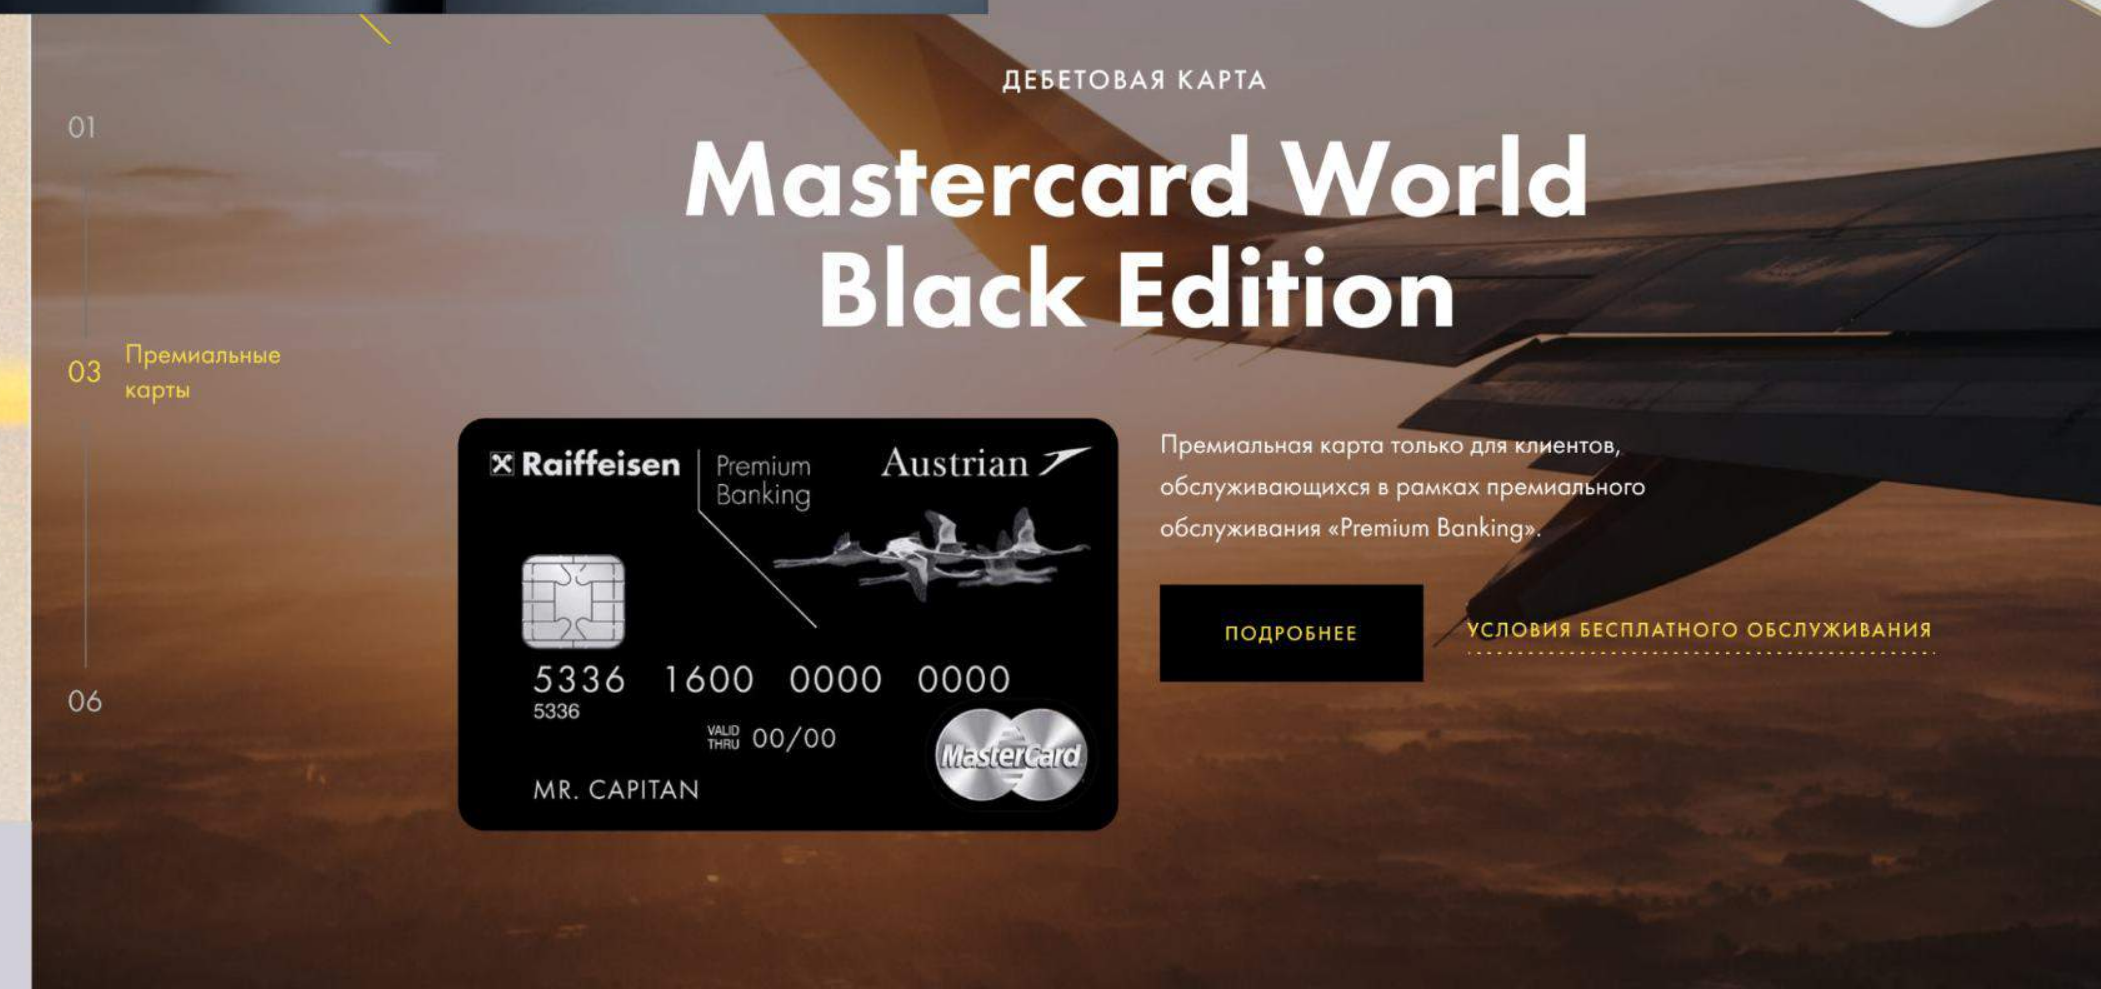 ДЕБЕТОВАЯ КАРТА
Mastercard World
Black Edition
01
03
Премиальные
карты
06
Raiffeisen
Premium
Banking
Austrian
5336 1600 0000 0000
5336
VALID
THRU
00/00
MR. CAPITAN
MasterCard
Премиальная карта только для клиентов,
обслуживающихся в рамках премиального
обслуживания «Premium Banking».
ПОДРОБНЕЕ
УСЛОВИЯ БЕСПЛАТНОГО ОБСЛУЖИВАНИЯ